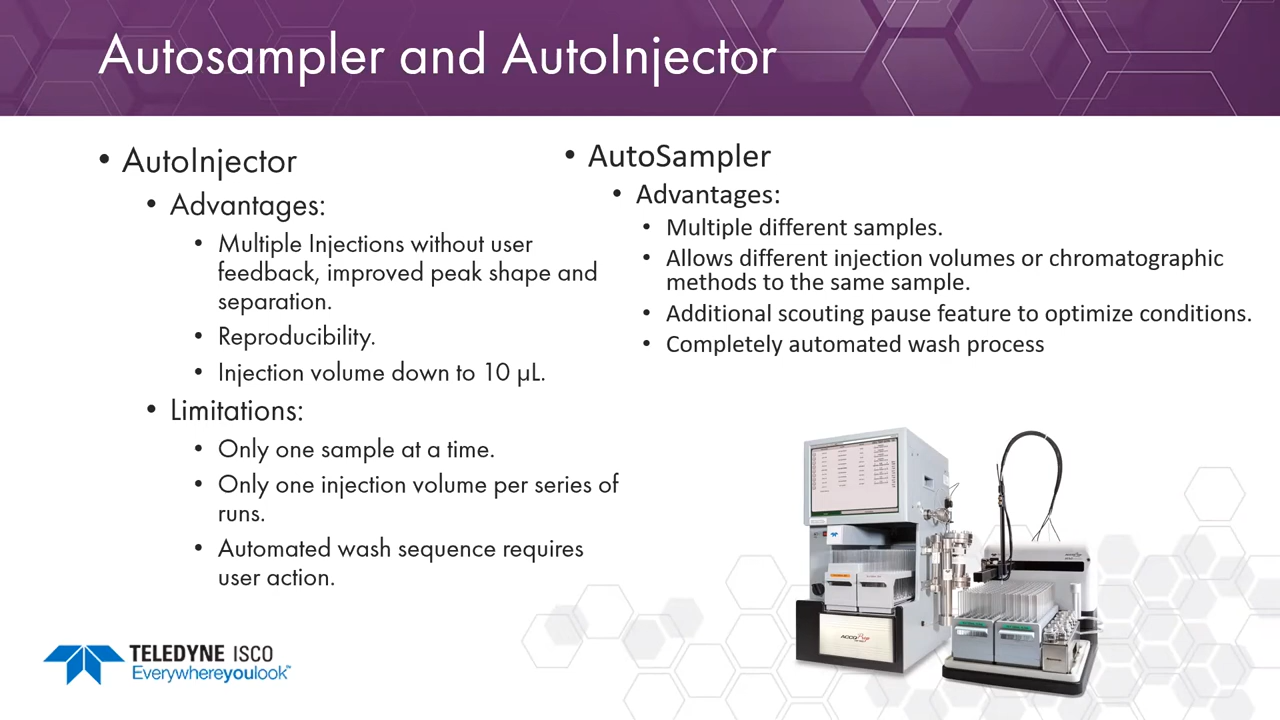 Autosampler and AutoInjector
• AutoInjector
• Advantages:
• Multiple Injections without user
feedback, improved peak shape and
separation.
• Reproducibility.
• Injection volume down to 10 µL.
• Limitations:
• Only one sample at a time.
• Only one injection volume per series of
runs.
• Automated wash sequence requires
user action.
• AutoSampler
• Advantages:
• Multiple different samples.
• Allows different injection volumes or chromatographic
methods to the same sample.
• Additional scouting pause feature to optimize conditions.
• Completely automated wash process
TELEDYNE ISCO
Everywhereyoulook™